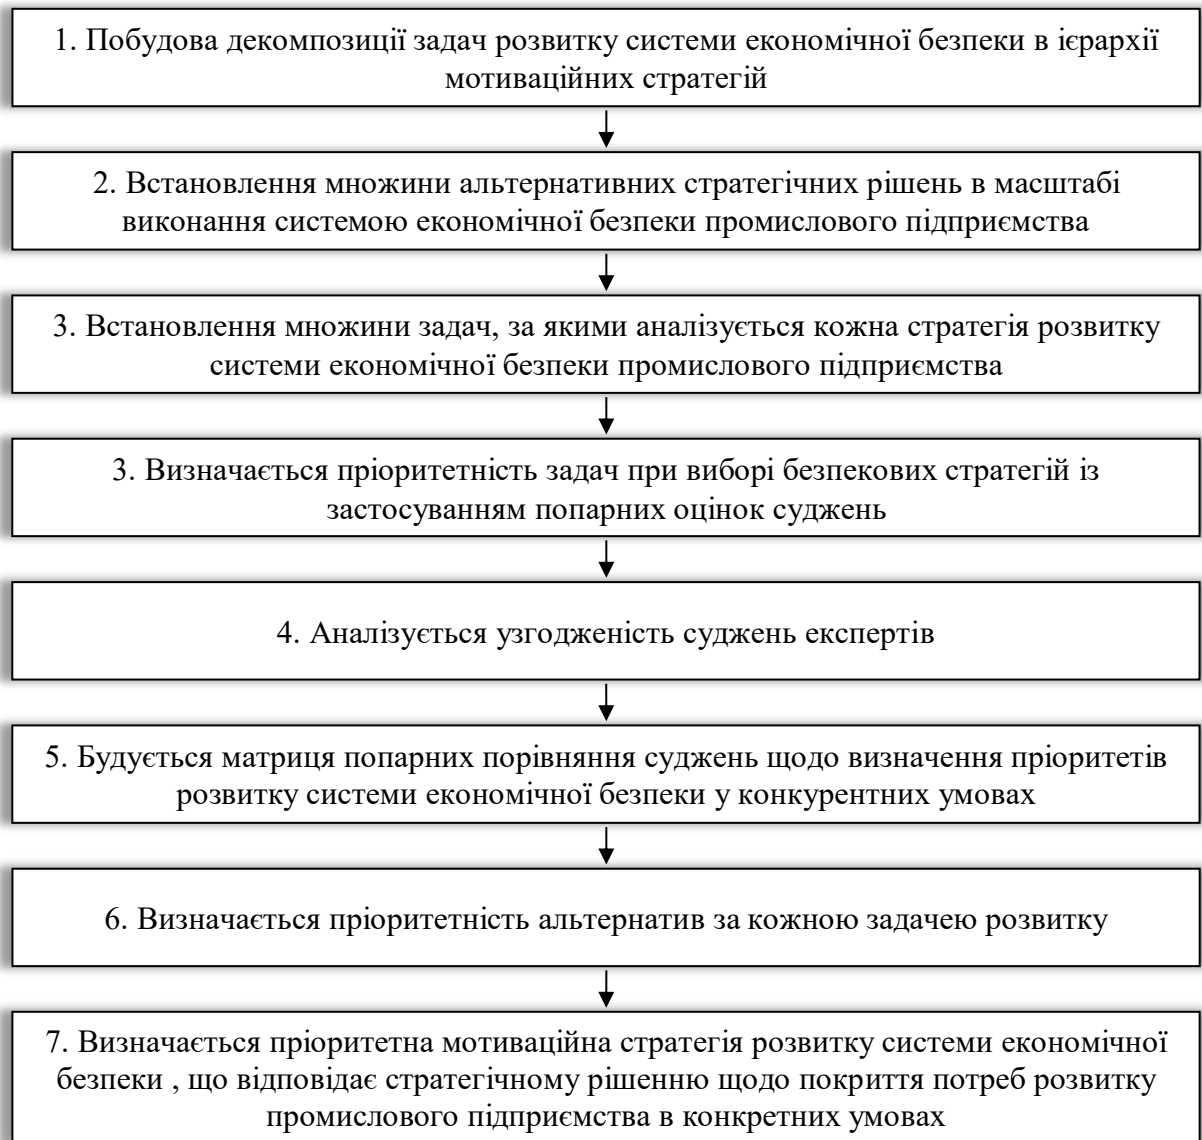 1. Побудова декомпозиції задач розвитку системи економічної безпеки в ієрархії
мотиваційних стратегій
2. Встановлення множини альтернативних стратегічних рішень в масштабі
виконання системою економічної безпеки промислового підприємства
3. Встановлення множини задач, за якими аналізується кожна стратегія розвитку
системи економічної безпеки промислового підприємства
3. Визначається пріоритетність задач при виборі безпекових стратегій із
застосуванням попарних оцінок суджень
4. Аналізується узгодженість суджень експертів
5. Будується матриця попарних порівняння суджень щодо визначення пріоритетів
розвитку системи економічної безпеки у конкурентних умовах
6. Визначається пріоритетність альтернатив за кожною задачею розвитку
7. Визначається пріоритетна мотиваційна стратегія розвитку системи економічної
безпеки , що відповідає стратегічному рішенню щодо покриття потреб розвитку
промислового підприємства в конкретних умовах